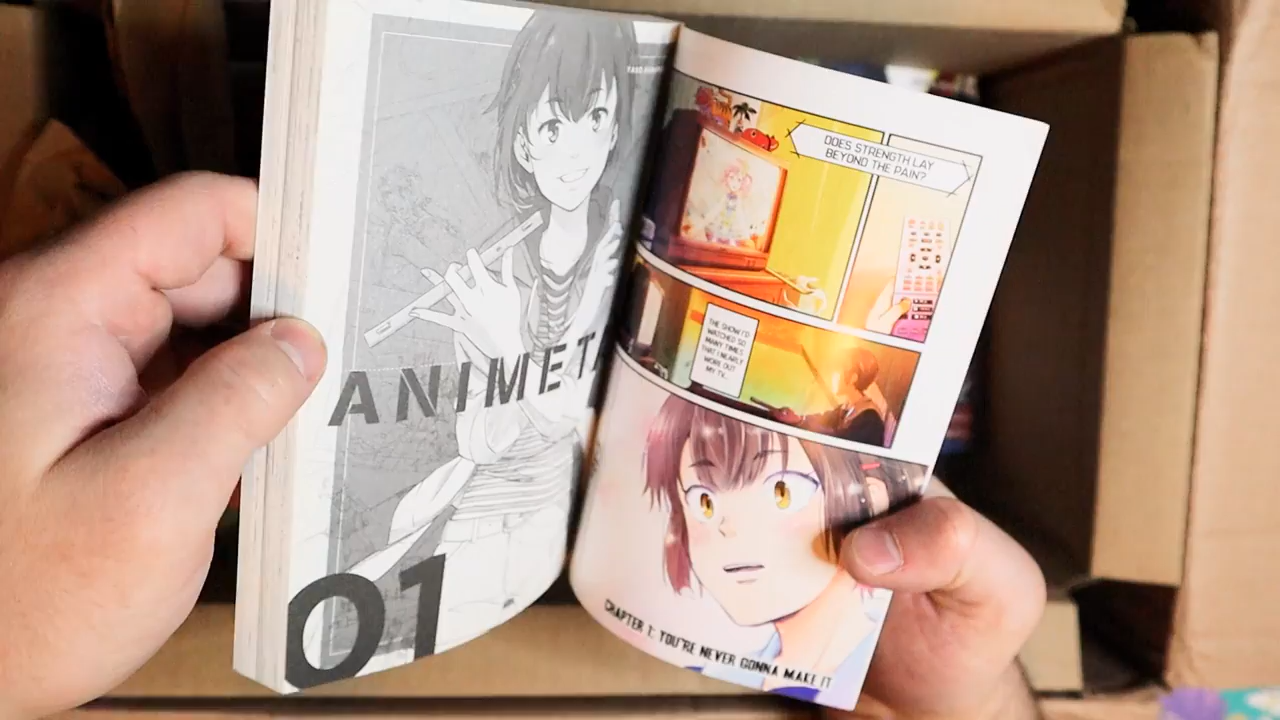 ANIMETA
01
DOES STRENGTH LAY
BEYOND THE PAIN?
THE SHOW I'D
WATCHED SO
MANY TIMES
THAT I NEARLY
WORE OUT
MY TV...
CHAPTER 1: YOU'RE NEVER GONNA MAKE IT